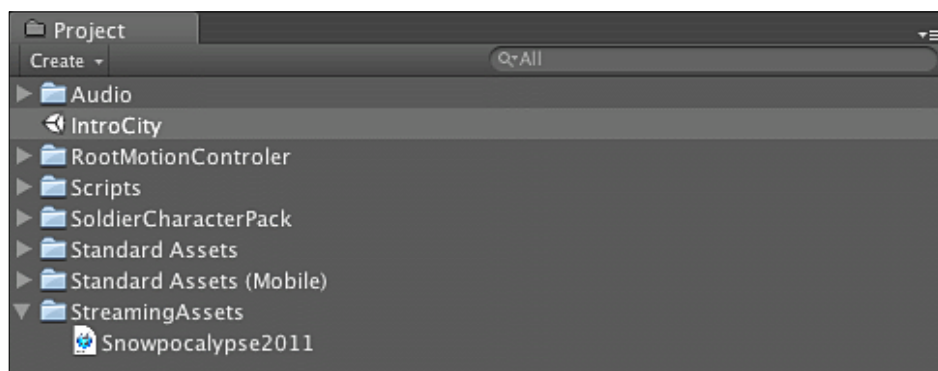 Project
Create
All
Audio
IntroCity
RootMotionControler
Scripts
SoldierCharacterPack
Standard Assets
Standard Assets (Mobile)
StreamingAssets
Snowpocalypse2011